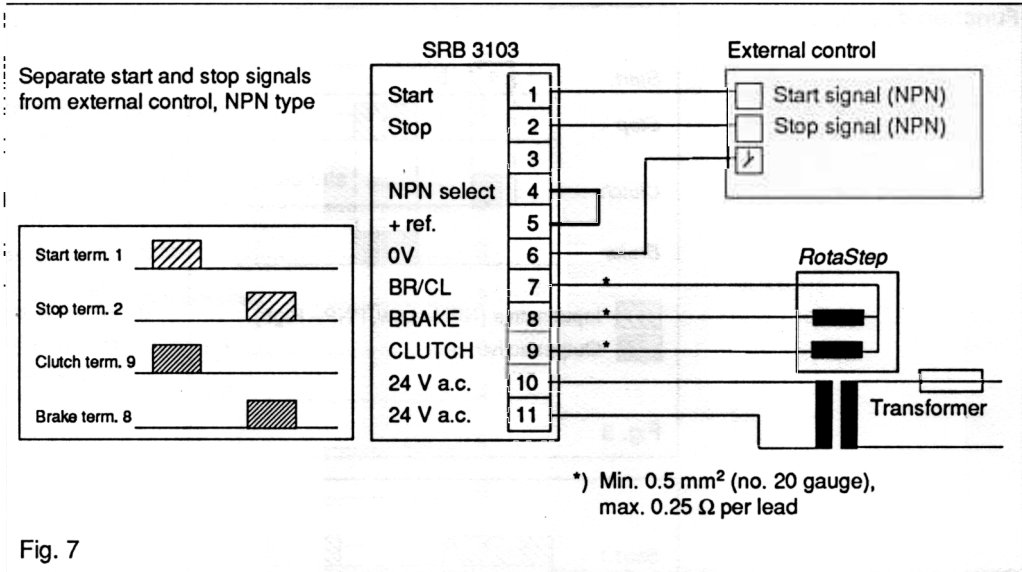 SRB 3103
External control
Separate start and stop signals
from external control, NPN type
Start 1
Stop 2
3
NPN select 4
+ ref. 5
0V 6
BR/CL 7
BRAKE 8
CLUTCH 9
24 V a.c. 10
24 V a.c. 11
Start signal (NPN)
Stop signal (NPN)
Start term. 1
Stop term. 2
Clutch term. 9
Brake term. 8
*
*
*
RotaStep
Transformer
*) Min. 0.5 mm² (no. 20 gauge),
max. 0.25 Ω per lead
Fig. 7